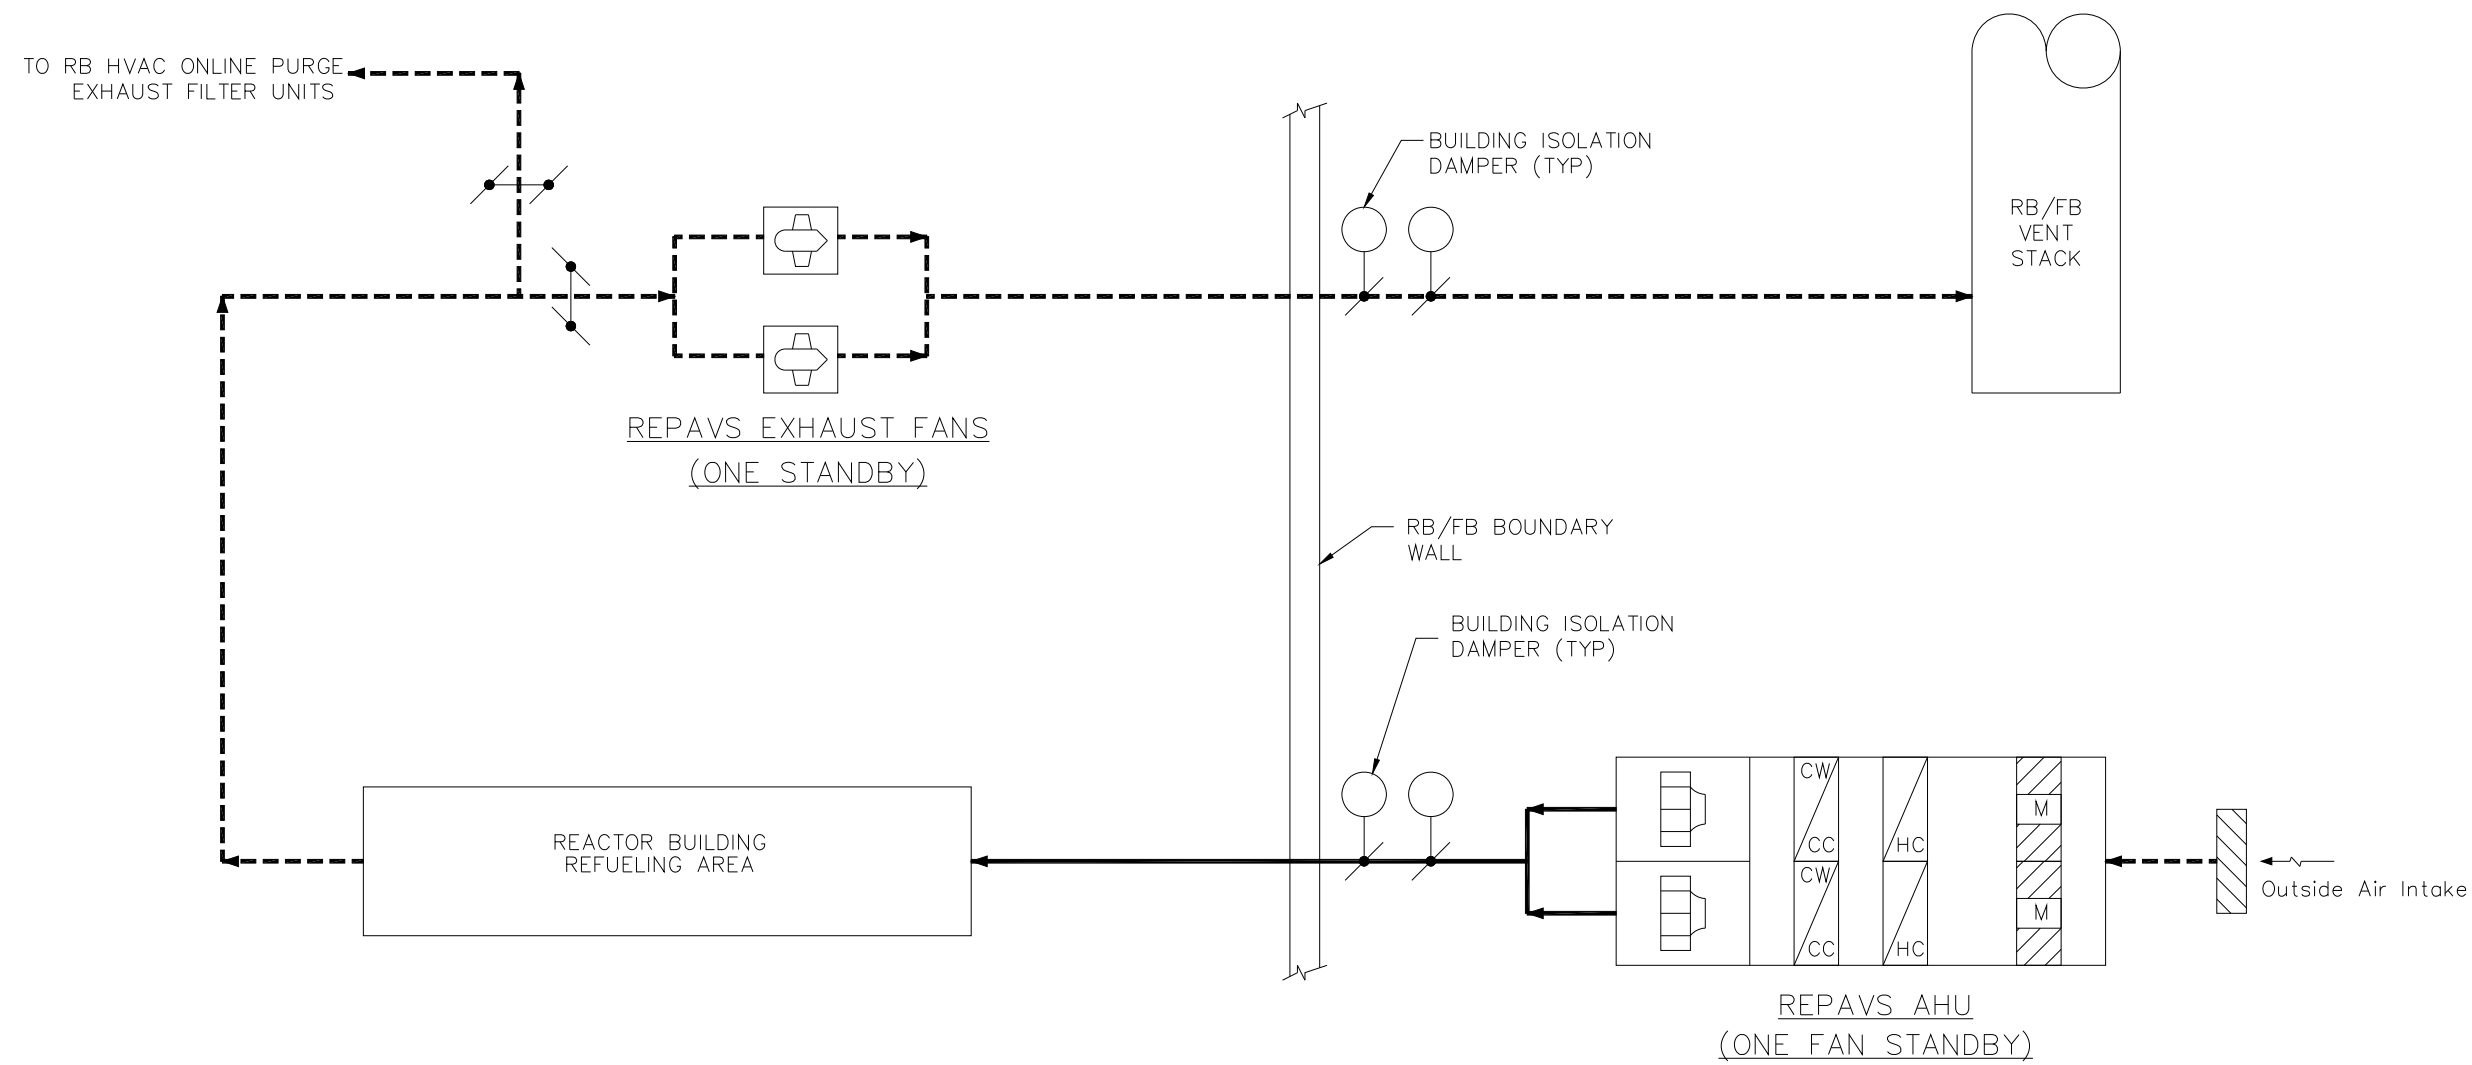 TO RB HVAC ONLINE PURGE
EXHAUST FILTER UNITS
BUILDING ISOLATION
DAMPER (TYP)
RB/FB
VENT
STACK
REPAVS EXHAUST FANS
(ONE STANDBY)
RB/FB BOUNDARY
WALL
BUILDING ISOLATION
DAMPER (TYP)
REACTOR BUILDING
REFUELING AREA
CW
M
CC
HC
CW
M
CC
HC
Outside Air Intake
REPAVS AHU
(ONE FAN STANDBY)